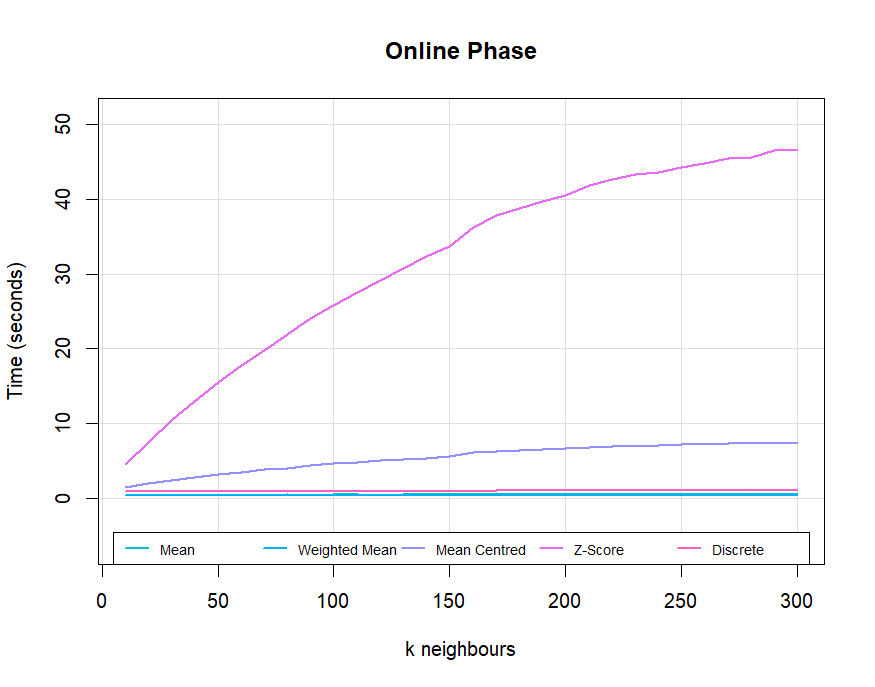 Online Phase
Time (seconds)
50
40
30
20
10
0
Mean Weighted Mean Mean Centred Z-Score Discrete
0 50 100 150 200 250 300
k neighbours